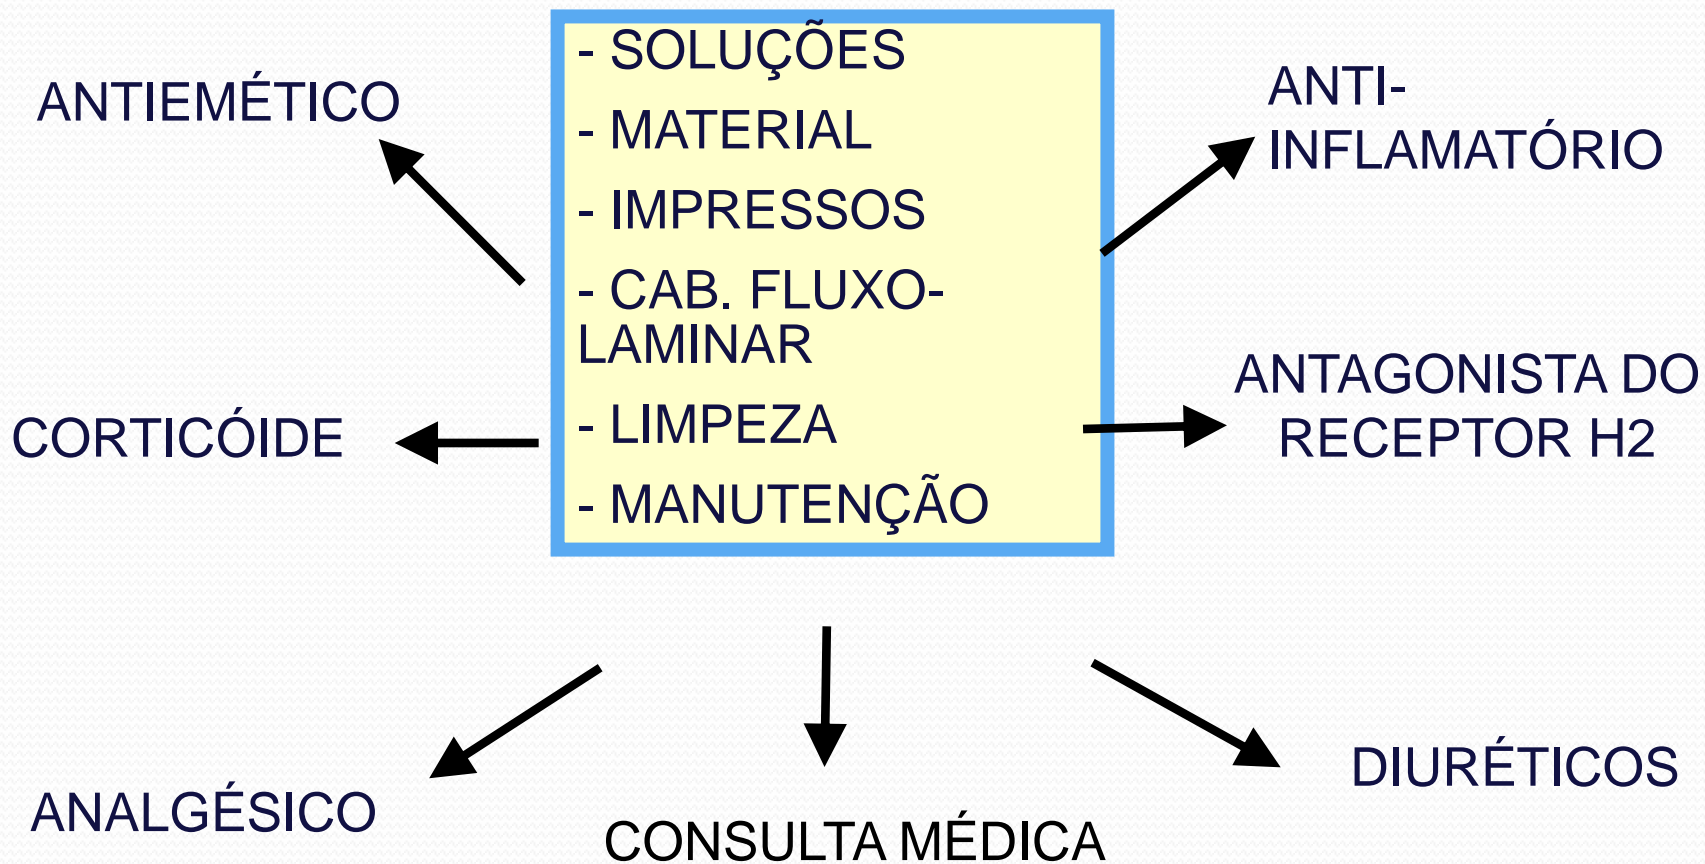 - SOLUÇÕES
- MATERIAL
- IMPRESSOS
- CAB. FLUXO-
LAMINAR
- LIMPEZA
- MANUTENÇÃO
ANTIEMÉTICO
ANTI-
INFLAMATÓRIO
CORTICÓIDE
ANTAGONISTA DO
RECEPTOR H2
ANALGÉSICO
CONSULTA MÉDICA
DIURÉTICOS